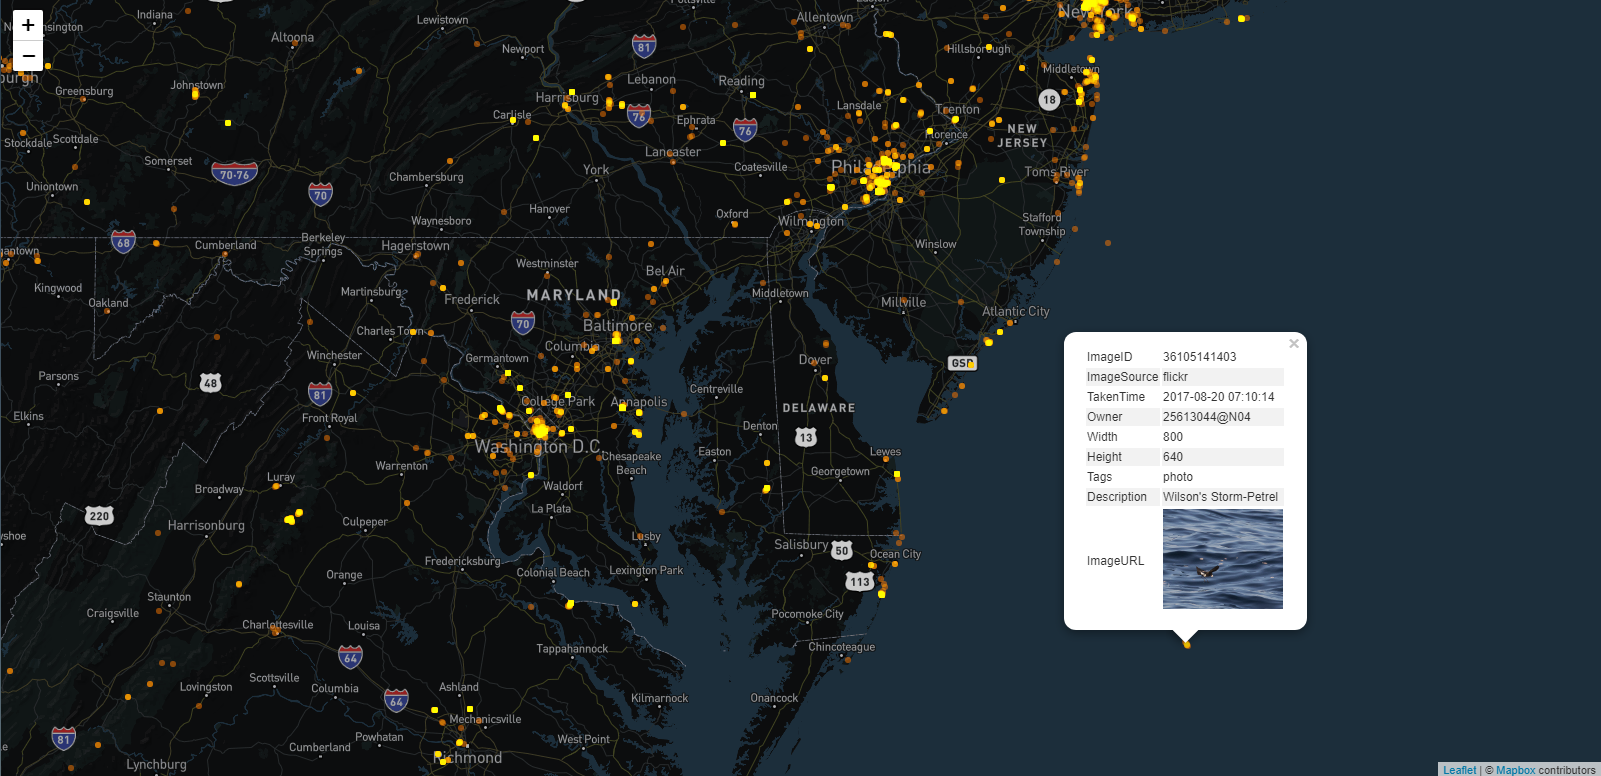 +
−
Indiana
Lewistown
Allentown
New York
Altoona
Newport
81
Hillsborough
Middletown
Johnstown
Greensburg
Harrisburg
Lebanon
Reading
18
Lansdale
Trenton
Carlisle
76
Ephrata
76
Florence
NEW
JERSEY
Stockdale
Scottdale
Somerset
70-76
Lancaster
Coatesville
Philadelphia
Toms River
Uniontown
70
Chambersburg
York
Waynesboro
Hanover
Oxford
Wilmington
Stafford
Township
68
Cumberland
Berkeley
Springs
Hagerstown
Winslow
Westminster
Bel Air
Kingwood
Oakland
Martinsburg
Frederick
MARYLAND
Middletown
Millville
Atlantic City
Charles Town
70
Baltimore
Columbia
Winchester
Germantown
Dover
GSP
Parsons
48
81
Front Royal
College Park
Annapolis
Centreville
DELAWARE
Elkins
Washington D.C.
Denton
13
Easton
Lewes
Chesapeake
Beach
Warrenton
Luray
Broadway
Waldorf
Georgetown
La Plata
220
Harrisonburg
Culpeper
Lusby
Salisbury
50
Ocean City
Fredericksburg
Colonial Beach
Lexington Park
113
Orange
Staunton
Craigsville
Charlottesville
Louisa
Pocomoke City
64
Tappahannock
Chincoteague
Scottsville
Lovington
Columbia
64
Ashland
Kilmarnock
Onancock
Mechanicsville
81
Powhatan
West Point
Cumberland
Richmond
Lynchburg
×
ImageID 36105141403
ImageSource flickr
TakenTime 2017-08-20 07:10:14
Owner 25613044@N04
Width 800
Height 640
Tags photo
Description Wilson's Storm-Petrel
ImageURL
Leaflet | © Mapbox contributors